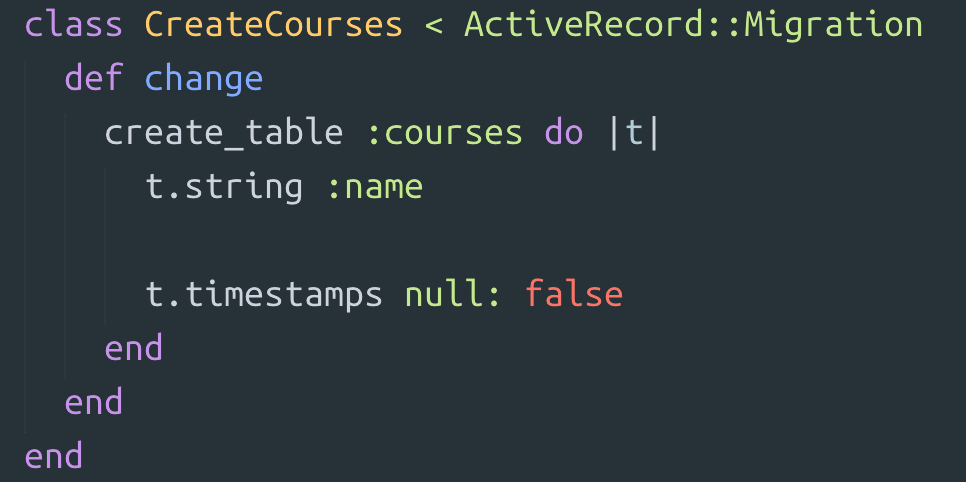 class CreateCourses < ActiveRecord::Migration
  def change
    create_table :courses do |t|
      t.string :name

      t.timestamps null: false
    end
  end
end